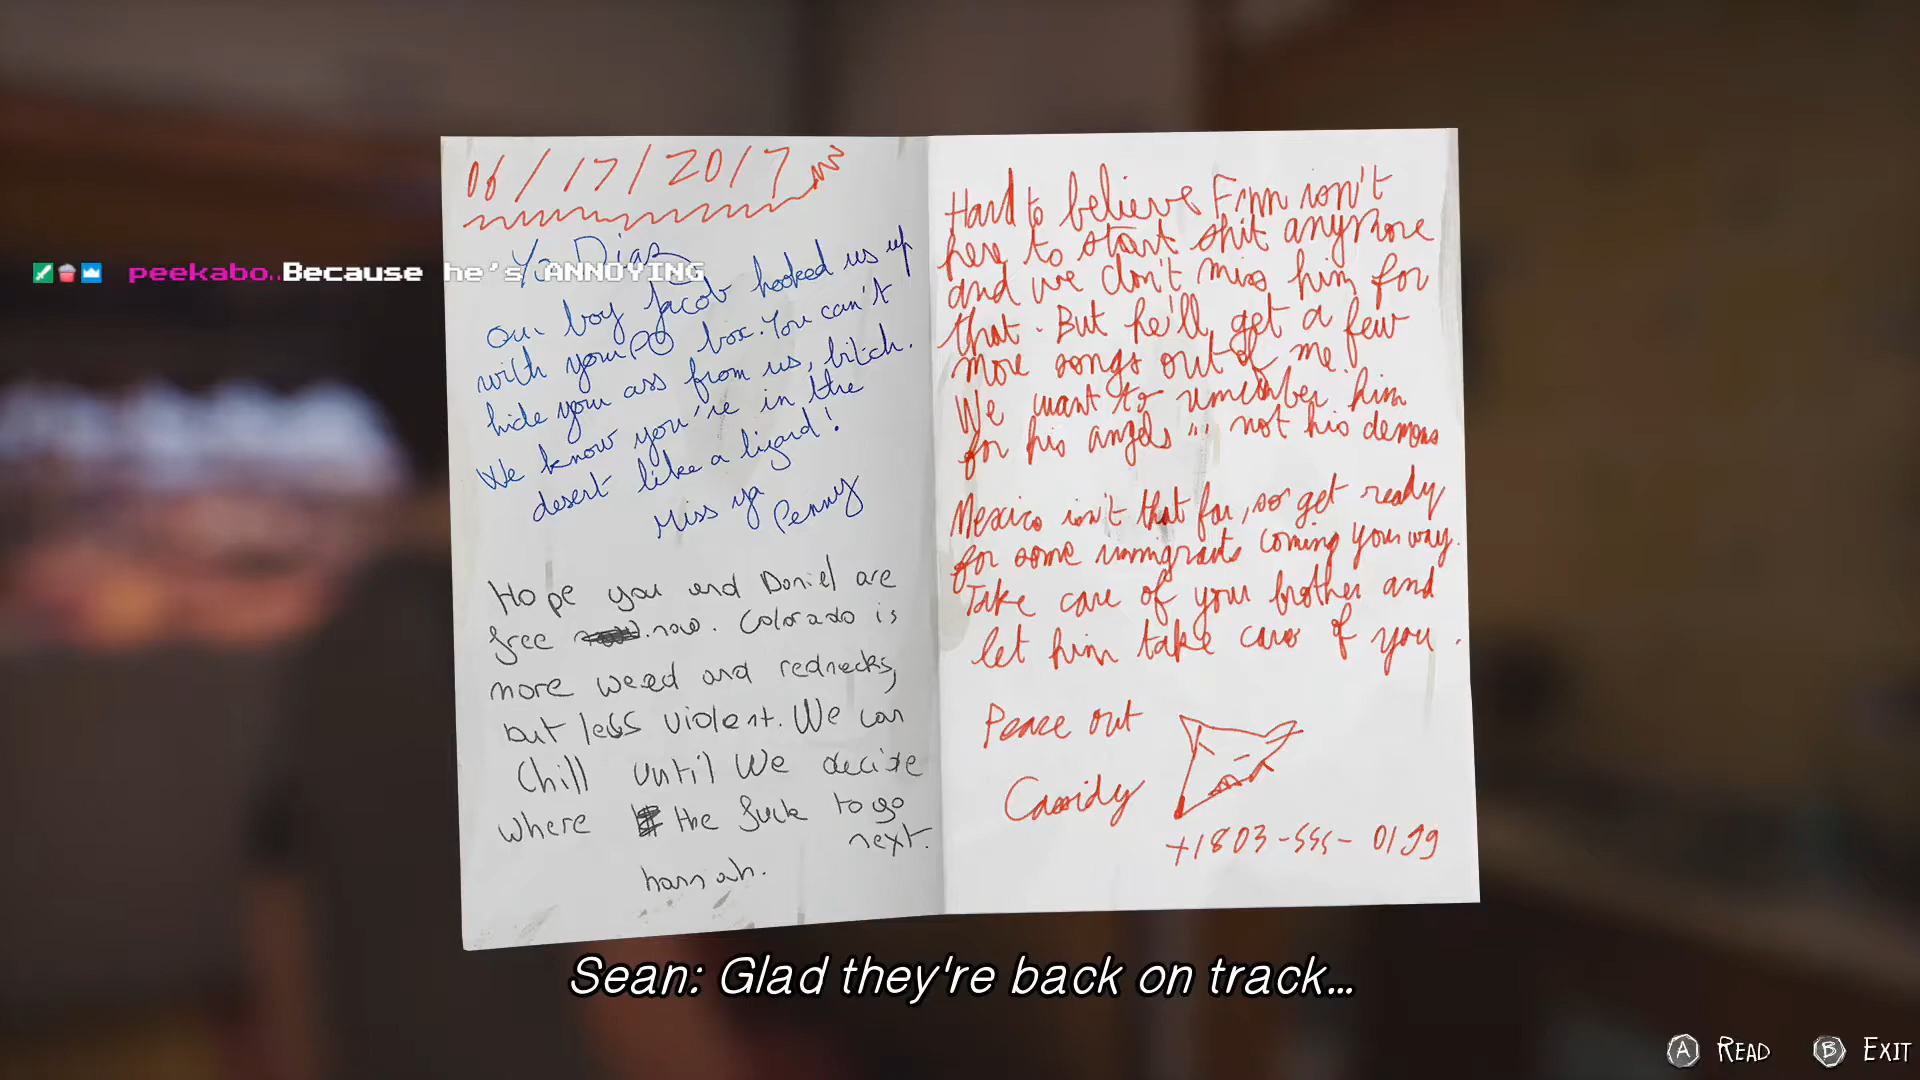 06/17/2017
Yo Diaz
peekabo..Because he's ANNOYING
Our boy Jacob hooked us up
with your PO box. You can't
hide your ass from us, bitch.
We know you're in the
desert like a lizard!
Miss ya
Penny
Hope you and Daniel are
free now. Colorado is
more weed and rednecks,
but less violent. We can
Chill until We decide
where the fuck to go
next.
hannah.
Hard to believe Finn isn't
here to start shit anymore
and we don't miss him for
that. But he'll get a few
more songs out of me.
We want to remember him
for his angels... not his demons
Mexico isn't that far, so get ready
for some immigrants coming your way.
Take care of your brother and
let him take care of you.
Peace out
Cassidy
+1803-555-0199
Sean: Glad they're back on track...
A READ
B EXIT